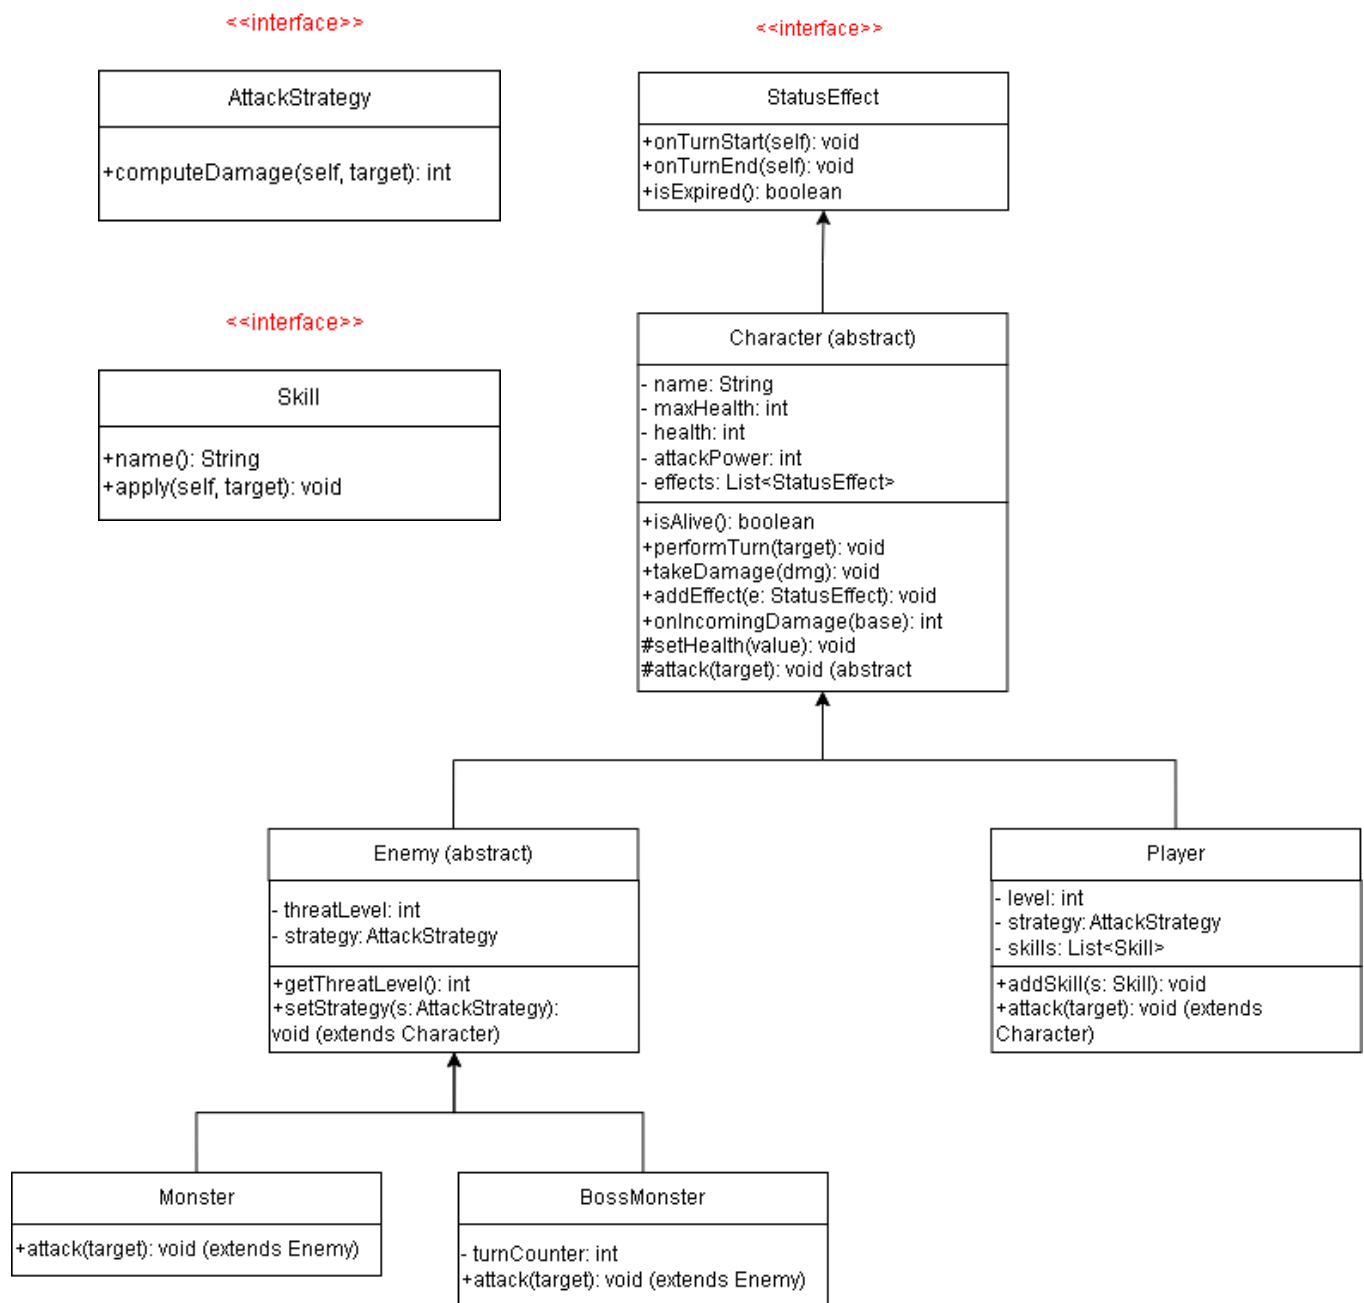 <<interface>>
AttackStrategy
+computeDamage(self, target): int
<<interface>>
StatusEffect
+onTurnStart(self): void
+onTurnEnd(self): void
+isExpired(): boolean
<<interface>>
Skill
+name(): String
+apply(self, target): void
Character (abstract)
- name: String
- maxHealth: int
- health: int
- attackPower: int
- effects: List<StatusEffect>
+isAlive(): boolean
+performTurn(target): void
+takeDamage(dmg): void
+addEffect(e: StatusEffect): void
+onIncomingDamage(base): int
#setHealth(value): void
#attack(target): void (abstract
Enemy (abstract)
- threatLevel: int
- strategy: AttackStrategy
+getThreatLevel(): int
+setStrategy(s: AttackStrategy):
void (extends Character)
Player
- level: int
- strategy: AttackStrategy
- skills: List<Skill>
+addSkill(s: Skill): void
+attack(target): void (extends
Character)
Monster
+attack(target): void (extends Enemy)
BossMonster
- turnCounter: int
+attack(target): void (extends Enemy)